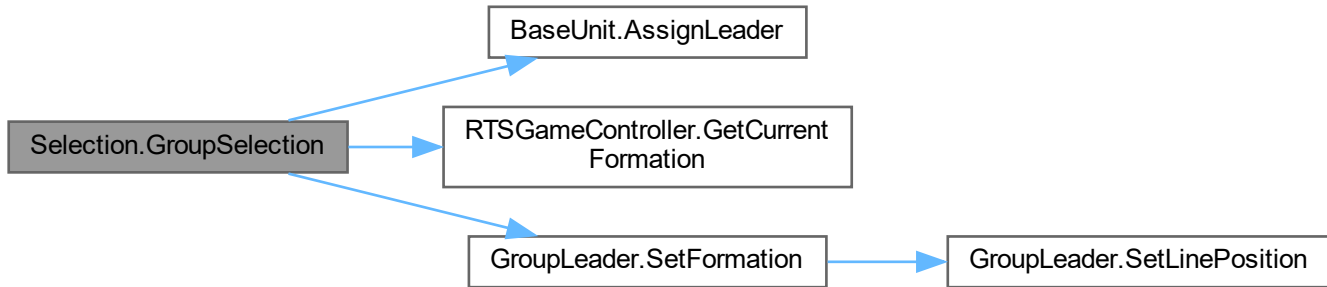 BaseUnit.AssignLeader
Selection.GroupSelection
RTSGameController.GetCurrent
Formation
GroupLeader.SetFormation
GroupLeader.SetLinePosition